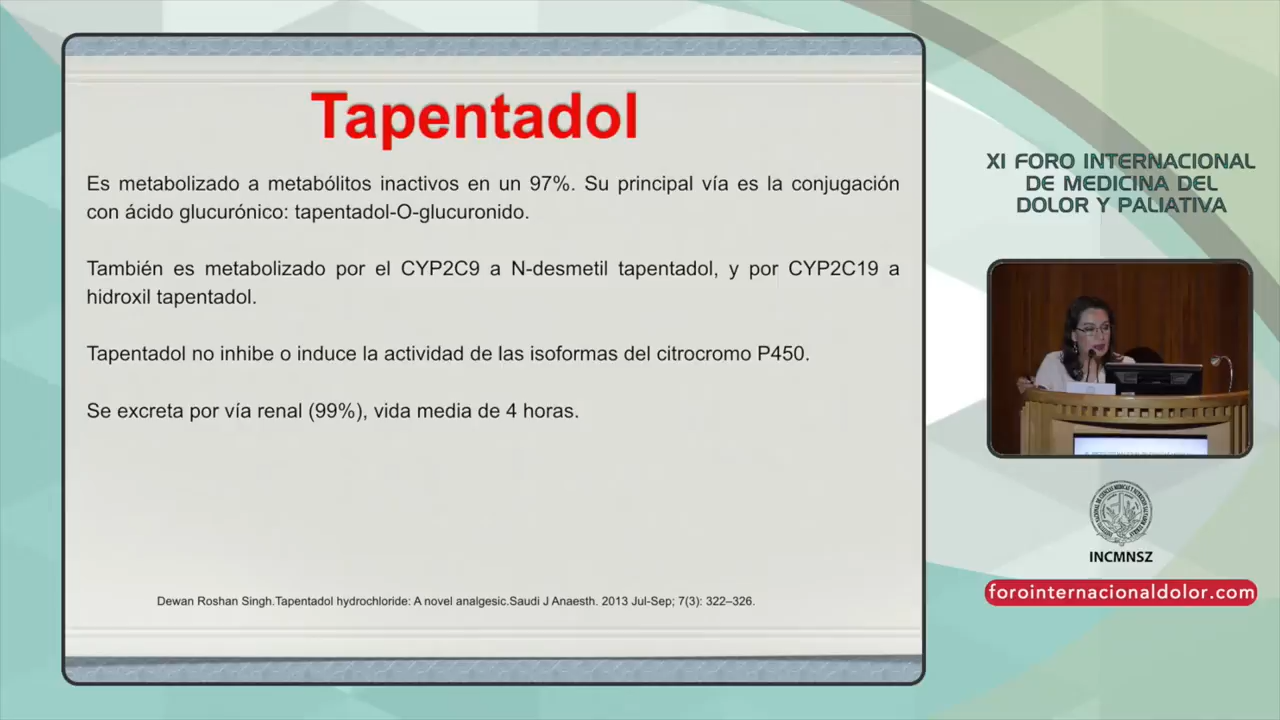 Tapentadol
Es metabolizado a metabólitos inactivos en un 97%. Su principal vía es la conjugación
con ácido glucurónico: tapentadol-O-glucuronido.
También es metabolizado por el CYP2C9 a N-desmetil tapentadol, y por CYP2C19 a
hidroxil tapentadol.
Tapentadol no inhibe o induce la actividad de las isoformas del citrocromo P450.
Se excreta por vía renal (99%), vida media de 4 horas.
Dewan Roshan Singh.Tapentadol hydrochloride: A novel analgesic.Saudi J Anaesth. 2013 Jul-Sep; 7(3): 322–326.
XI FORO INTERNACIONAL
DE MEDICINA DEL
DOLOR Y PALIATIVA
INCMNSZ
forointernacionaldolor.com